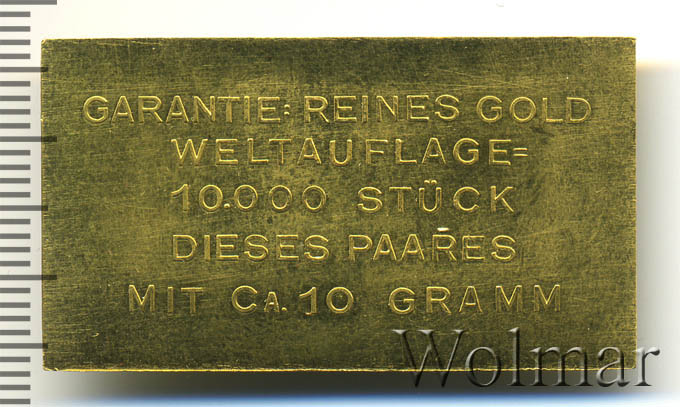 GARANTIE: REINES GOLD
WELTAUFLAGE=
10.000 STÜCK
DIESES PAARES
MIT CA. 10 GRAMM
Wolmar